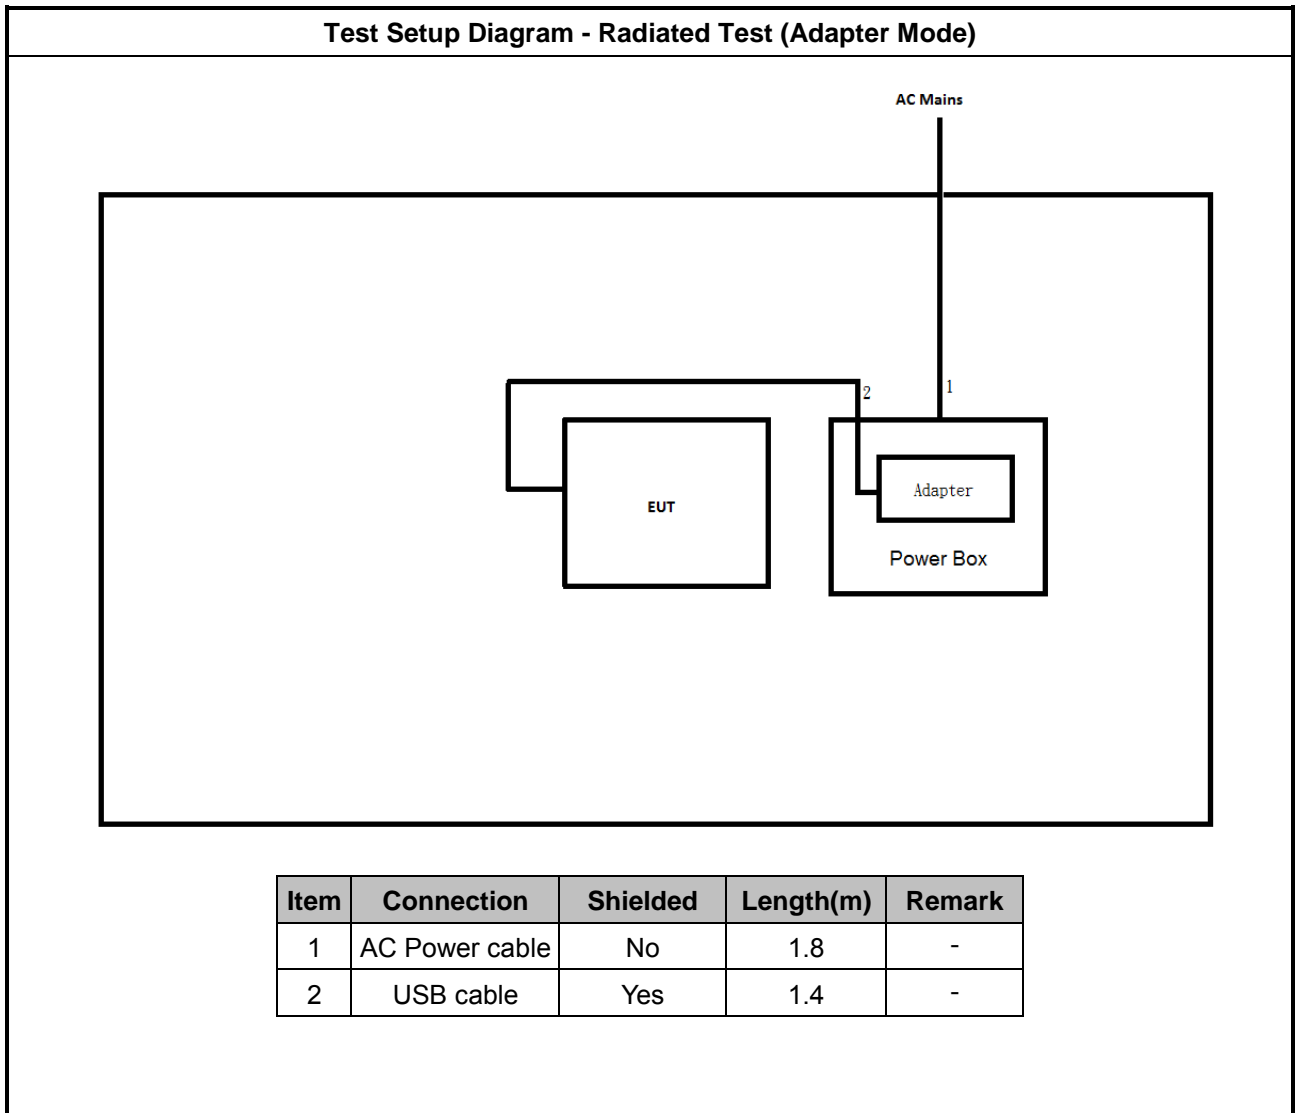 Test Setup Diagram - Radiated Test (Adapter Mode)
AC Mains
2
1
EUT
Adapter
Power Box
Item Connection Shielded Length(m) Remark
1 AC Power cable No 1.8 -
2 USB cable Yes 1.4 -